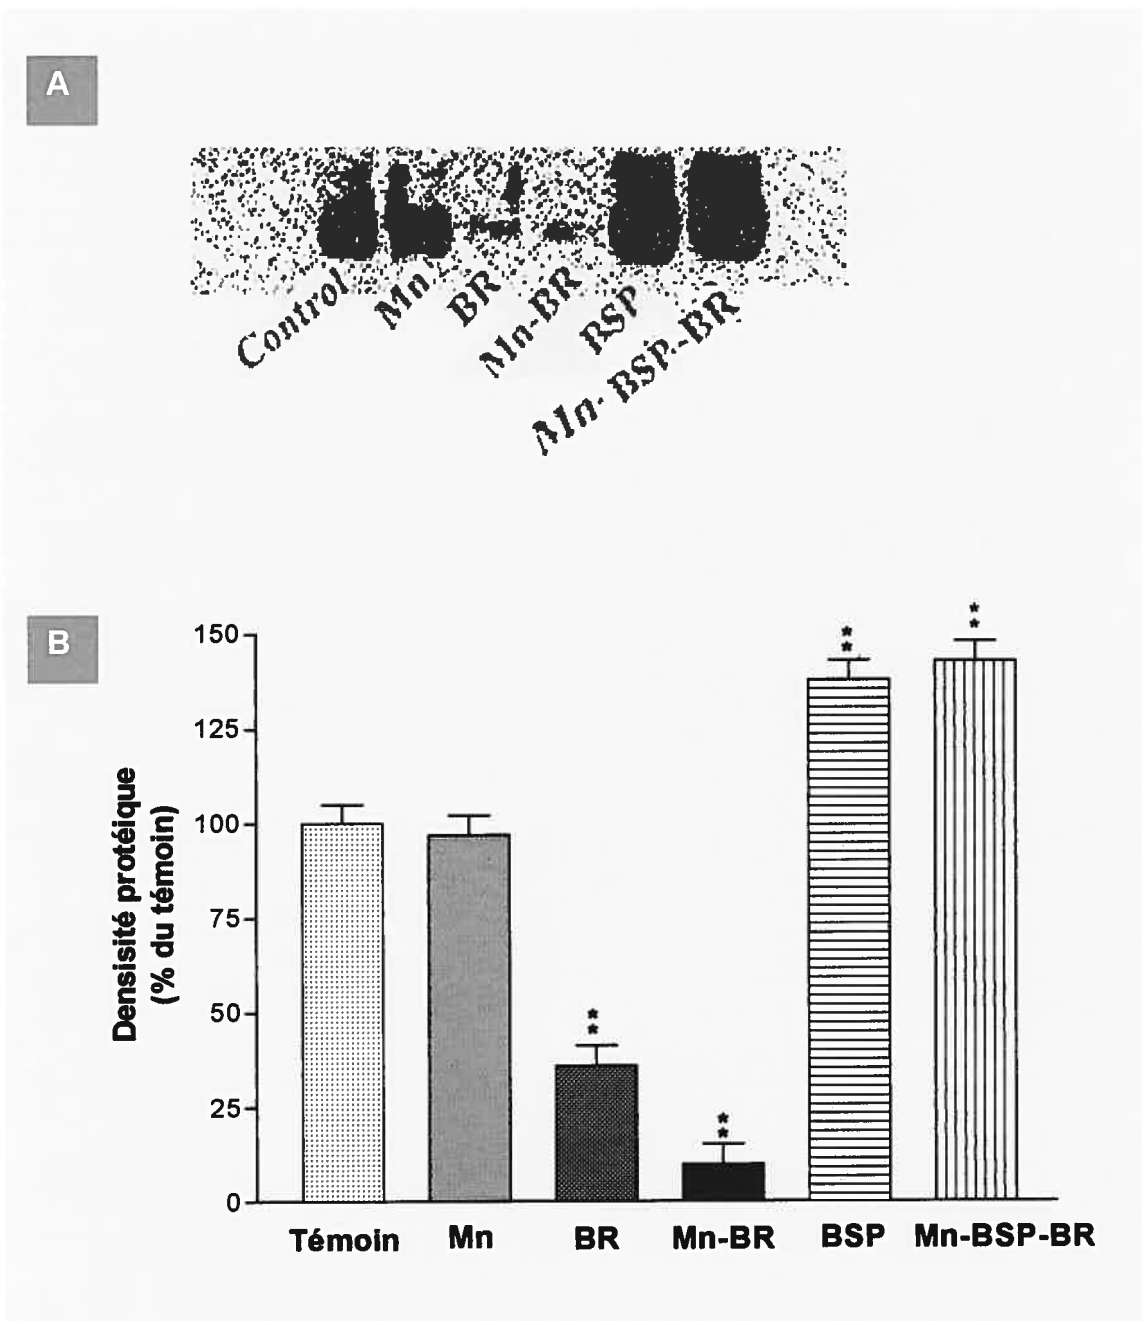 A
Control
Mn
BR
Mn-BR
BSP
Mn-BSP-BR
B
150
125
100
75
50
25
0
Densisité protéique
(% du témoin)
**
**
**
**
Témoin
Mn
BR
Mn-BR
BSP
Mn-BSP-BR